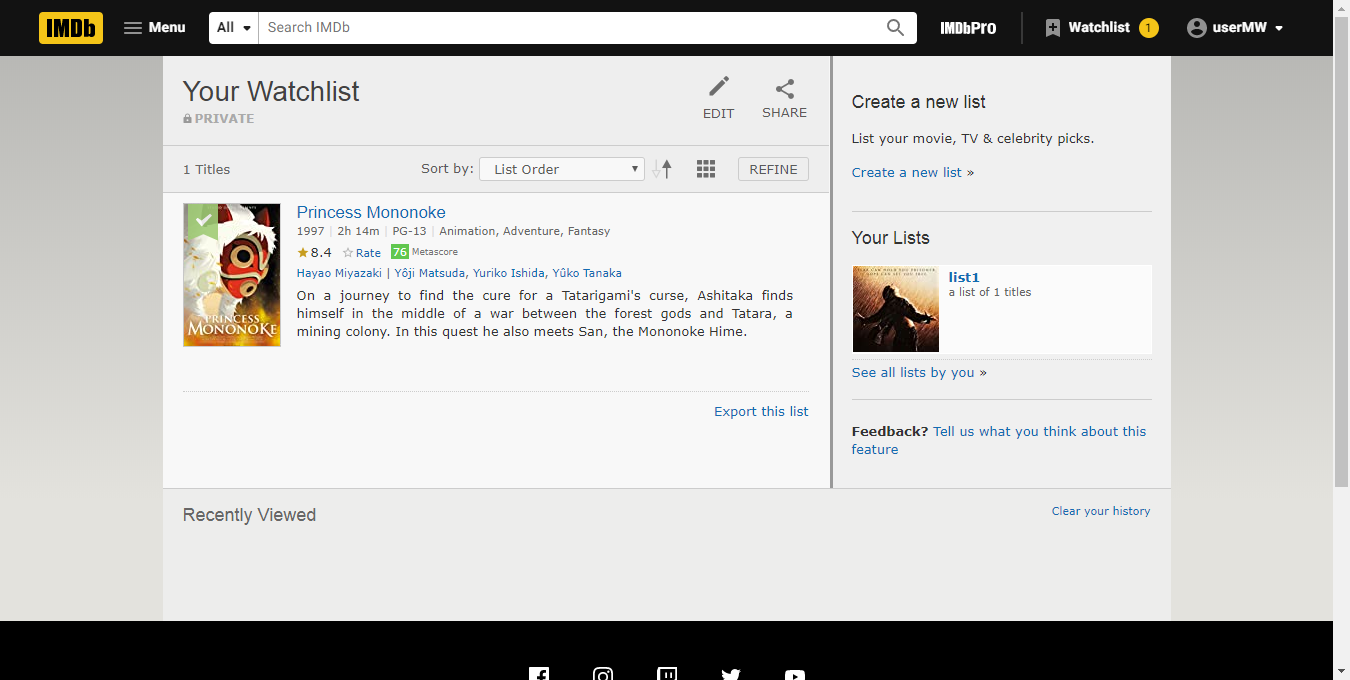 IMDb Menu All Search IMDb IMDbPro Watchlist 1 userMW
Your Watchlist
PRIVATE
EDIT
SHARE
1 Titles
Sort by: List Order
REFINE
PRINCESS
MONONOKE
Princess Mononoke
1997 | 2h 14m | PG-13 | Animation, Adventure, Fantasy
8.4 Rate 76 Metascore
Hayao Miyazaki | Yôji Matsuda, Yuriko Ishida, Yûko Tanaka
On a journey to find the cure for a Tatarigami's curse, Ashitaka finds
himself in the middle of a war between the forest gods and Tatara, a
mining colony. In this quest he also meets San, the Mononoke Hime.
Export this list
Create a new list
List your movie, TV & celebrity picks.
Create a new list »
Your Lists
list1
a list of 1 titles
See all lists by you »
Feedback? Tell us what you think about this
feature
Recently Viewed
Clear your history